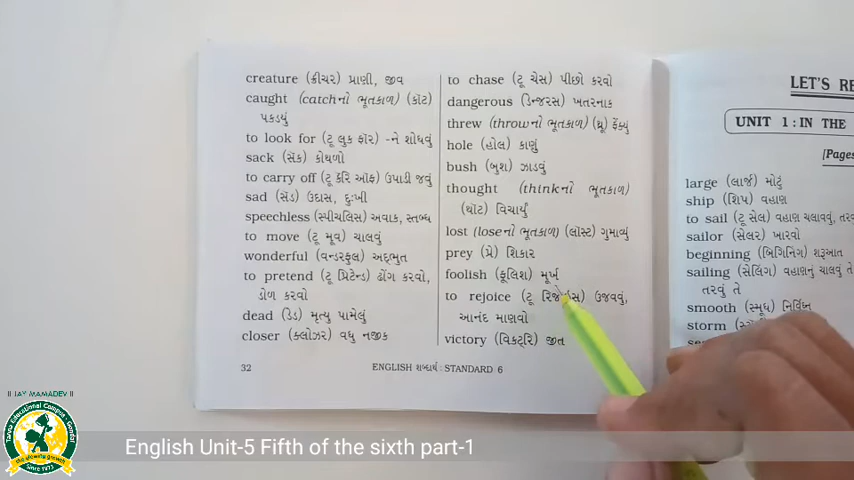 creature (ક્રીચર) પ્રાણી, જીવ
caught (catchનો ભૂતકાળ) (કૉટ)
પકડયું
to look for (ટૂ લુક ફૉર) -ને શોધવું
sack (સૅક) કોથળો
to carry off (ટૂ કૅરિ ઑફ) ઉપાડી જવું
sad (સૅડ) ઉદાસ, દુઃખી
speechless (સ્પીચલિસ) અવાક, સ્તબ્ધ
to move (ટૂ મૂવ) ચાલવું
wonderful (વન્ડરફુલ) અદ્ભુત
to pretend (ટૂ પ્રિટેન્ડ) ઢોંગ કરવો,
ડોળ કરવો
dead (ડેડ) મૃત્યુ પામેલું
closer (ક્લોઝર) વધુ નજીક
to chase (ટૂ ચેસ) પીછો કરવો
dangerous (ડેન્જરસ) ખતરનાક
threw (throwનો ભૂતકાળ) (થ્રૂ) ફેંક્યું
hole (હોલ) કાણું
bush (બુશ) ઝાડવું
thought (thinkનો ભૂતકાળ)
(થૉટ) વિચાર્યું
lost (loseનો ભૂતકાળ) (લૉસ્ટ) ગુમાવ્યું
prey (પ્રે) શિકાર
foolish (ફૂલિશ) મૂર્ખ
to rejoice (ટૂ ઉજવવું,
આનંદ માણવો
victory (વિક્ટરિ) જીત
32
ENGLISH શબ્દાર્થ : STANDARD 6
LET'S RE
UNIT 1 : IN THE
[Pages
large (લાર્જ) મોટું
ship (શિપ) વહાણ
to sail (ટૂ સેલ) વહાણ ચલાવવું, તર
sailor (સેલર) ખારવો
beginning (બિગિનિંગ) શરૂઆત
sailing (સેલિંગ) વહાણનું ચાલવું તે
તરવું તે
smooth (સ્મૂધ) નિર્વિઘ્ન
storm
|| JAY MAMADEV ||
English Unit-5 Fifth of the sixth part-1